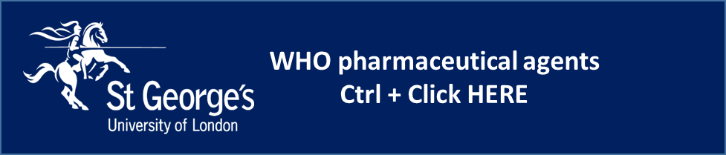 WHO pharmaceutical agents
Ctrl + Click HERE
St George's
University of London